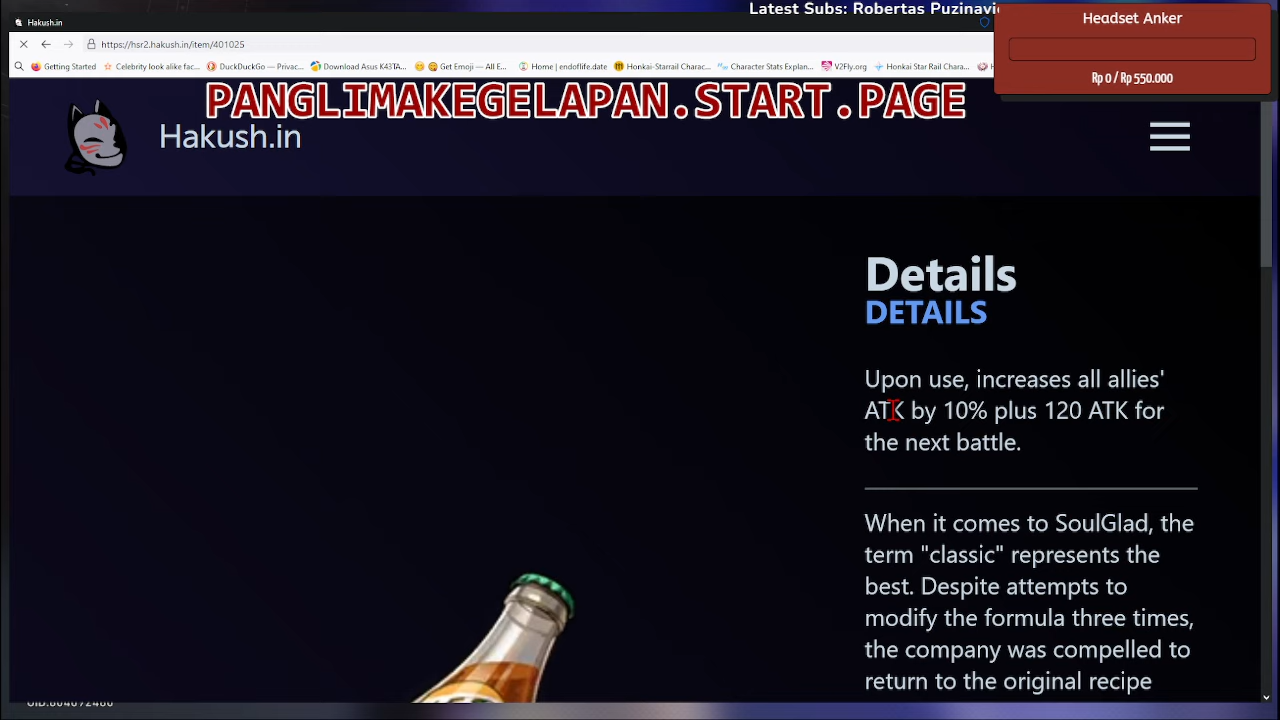 Latest Subs: Robertas Puzinavi
Hakush.in
Headset Anker
Rp 0 / Rp 550.000
https://hsr2.hakush.in/item/401025
Getting Started
Celebrity look alike fac...
DuckDuckGo — Privac...
Download Asus K43TA...
Get Emoji — All E...
Home | endoflife.date
Honkai-Starrail Charac...
Character Stats Explan...
V2Fly.org
Honkai Star Rail Chara...
PANGLIMAKEGELAPAN.START.PAGE
Hakush.in
Details
DETAILS
Upon use, increases all allies'
ATK by 10% plus 120 ATK for
the next battle.
When it comes to SoulGlad, the
term "classic" represents the
best. Despite attempts to
modify the formula three times,
the company was compelled to
return to the original recipe